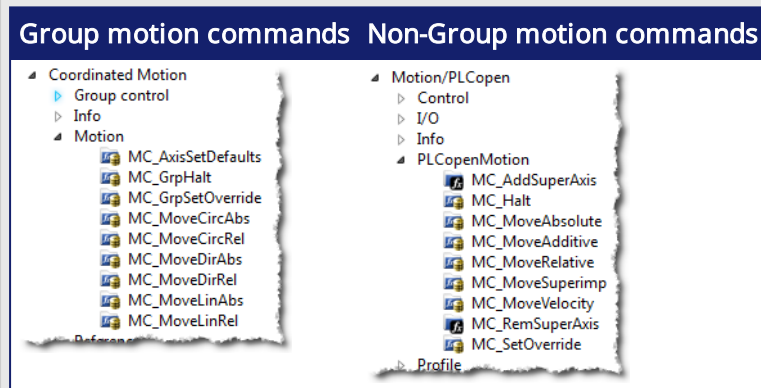 Group motion commands
Coordinated Motion
Group control
Info
Motion
MC_AxisSetDefaults
MC_GrpHalt
MC_GrpSetOverride
MC_MoveCircAbs
MC_MoveCircRel
MC_MoveDirAbs
MC_MoveDirRel
MC_MoveLinAbs
MC_MoveLinRel
Non-Group motion commands
Motion/PLCopen
Control
I/O
Info
PLCopenMotion
MC_AddSuperAxis
MC_Halt
MC_MoveAbsolute
MC_MoveAdditive
MC_MoveRelative
MC_MoveSuperimp
MC_MoveVelocity
MC_RemSuperAxis
MC_SetOverride
Profile